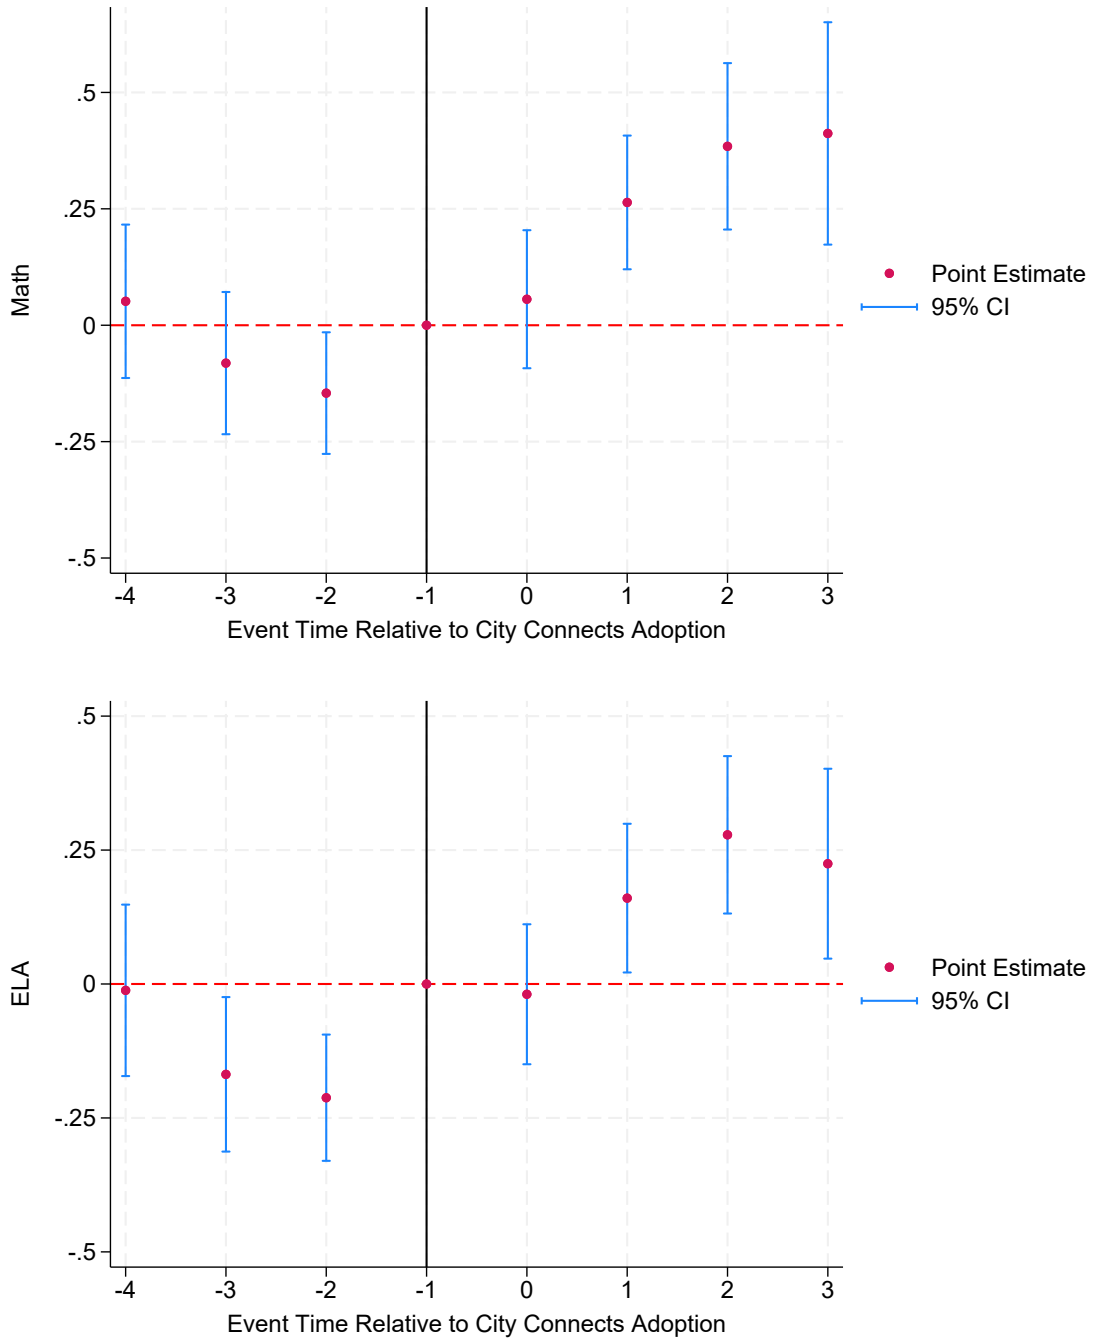 .5
.25
0
-.25
-.5
Math
-4 -3 -2 -1 0 1 2 3
Event Time Relative to City Connects Adoption
Point Estimate
95% CI
.5
.25
0
-.25
-.5
ELA
-4 -3 -2 -1 0 1 2 3
Event Time Relative to City Connects Adoption
Point Estimate
95% CI